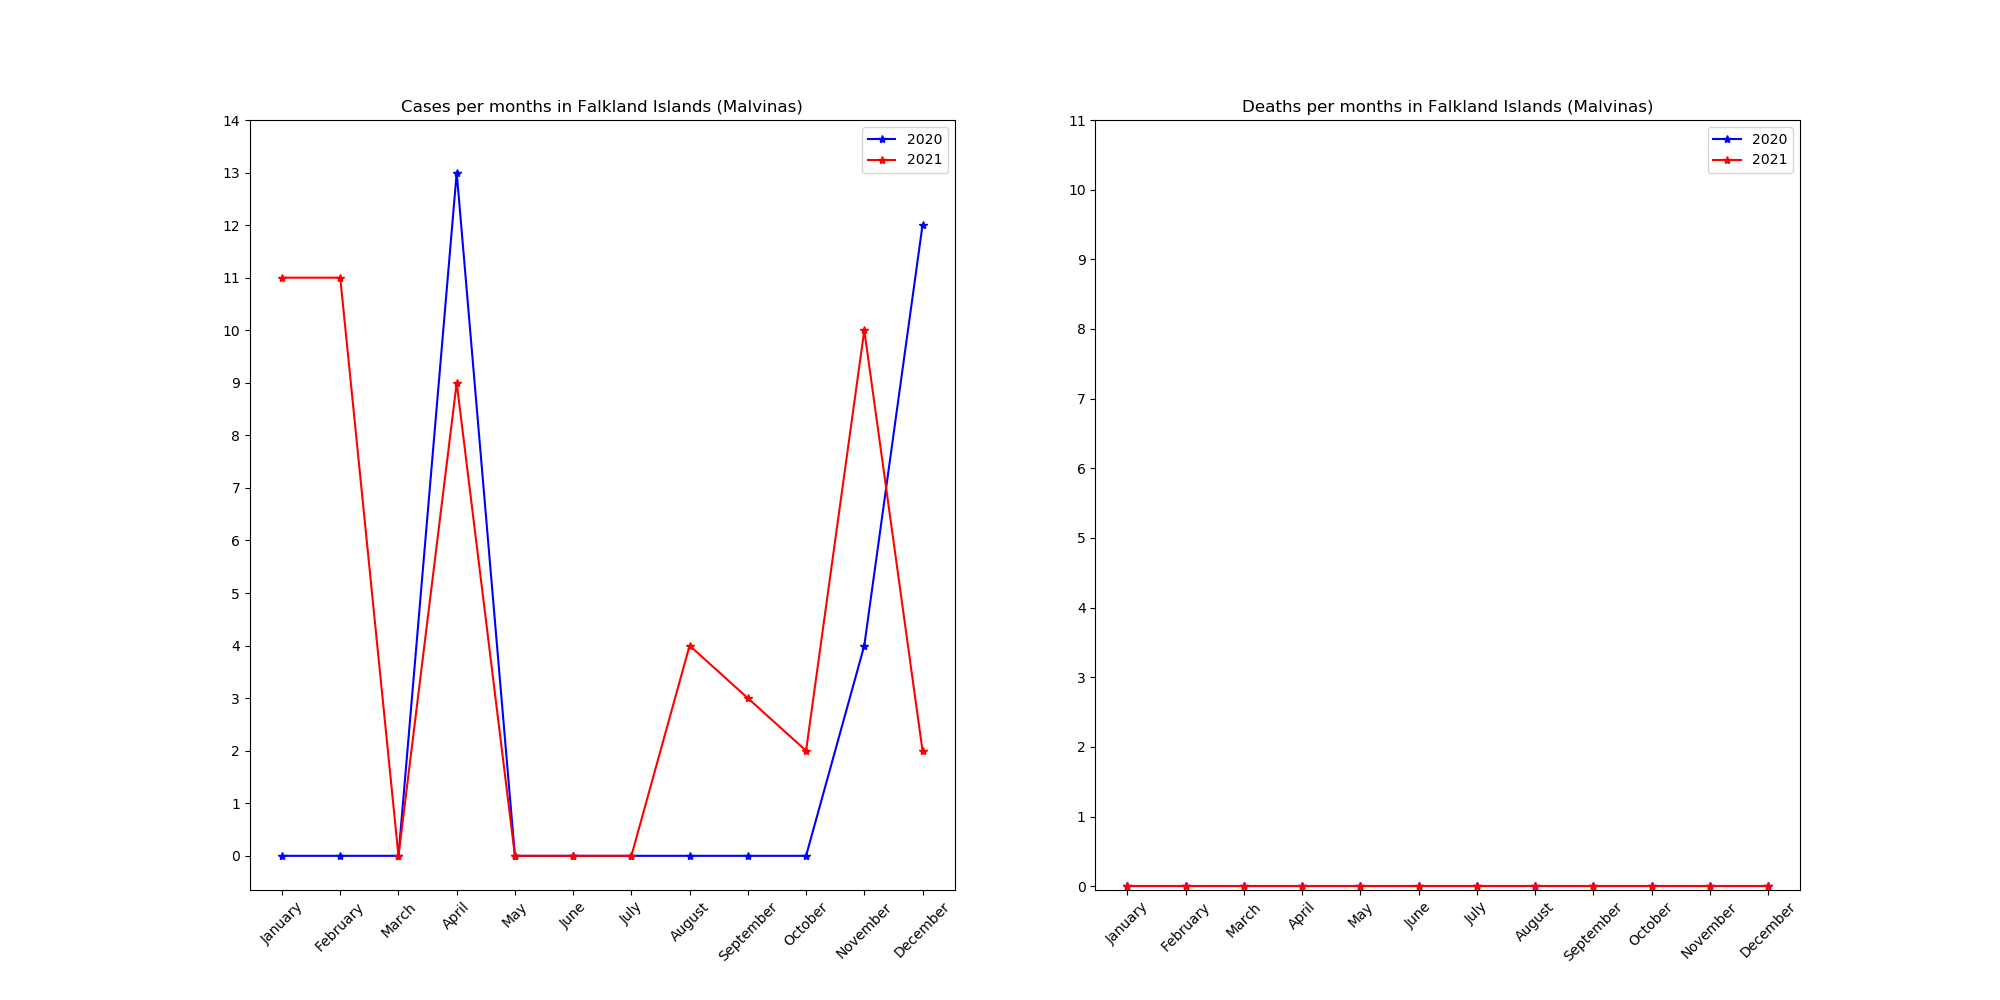 Cases per months in Falkland Islands (Malvinas)
14
13
12
11
10
9
8
7
6
5
4
3
2
1
0
2020
2021
January
February
March
April
May
June
July
August
September
October
November
December
Deaths per months in Falkland Islands (Malvinas)
11
10
9
8
7
6
5
4
3
2
1
0
2020
2021
January
February
March
April
May
June
July
August
September
October
November
December